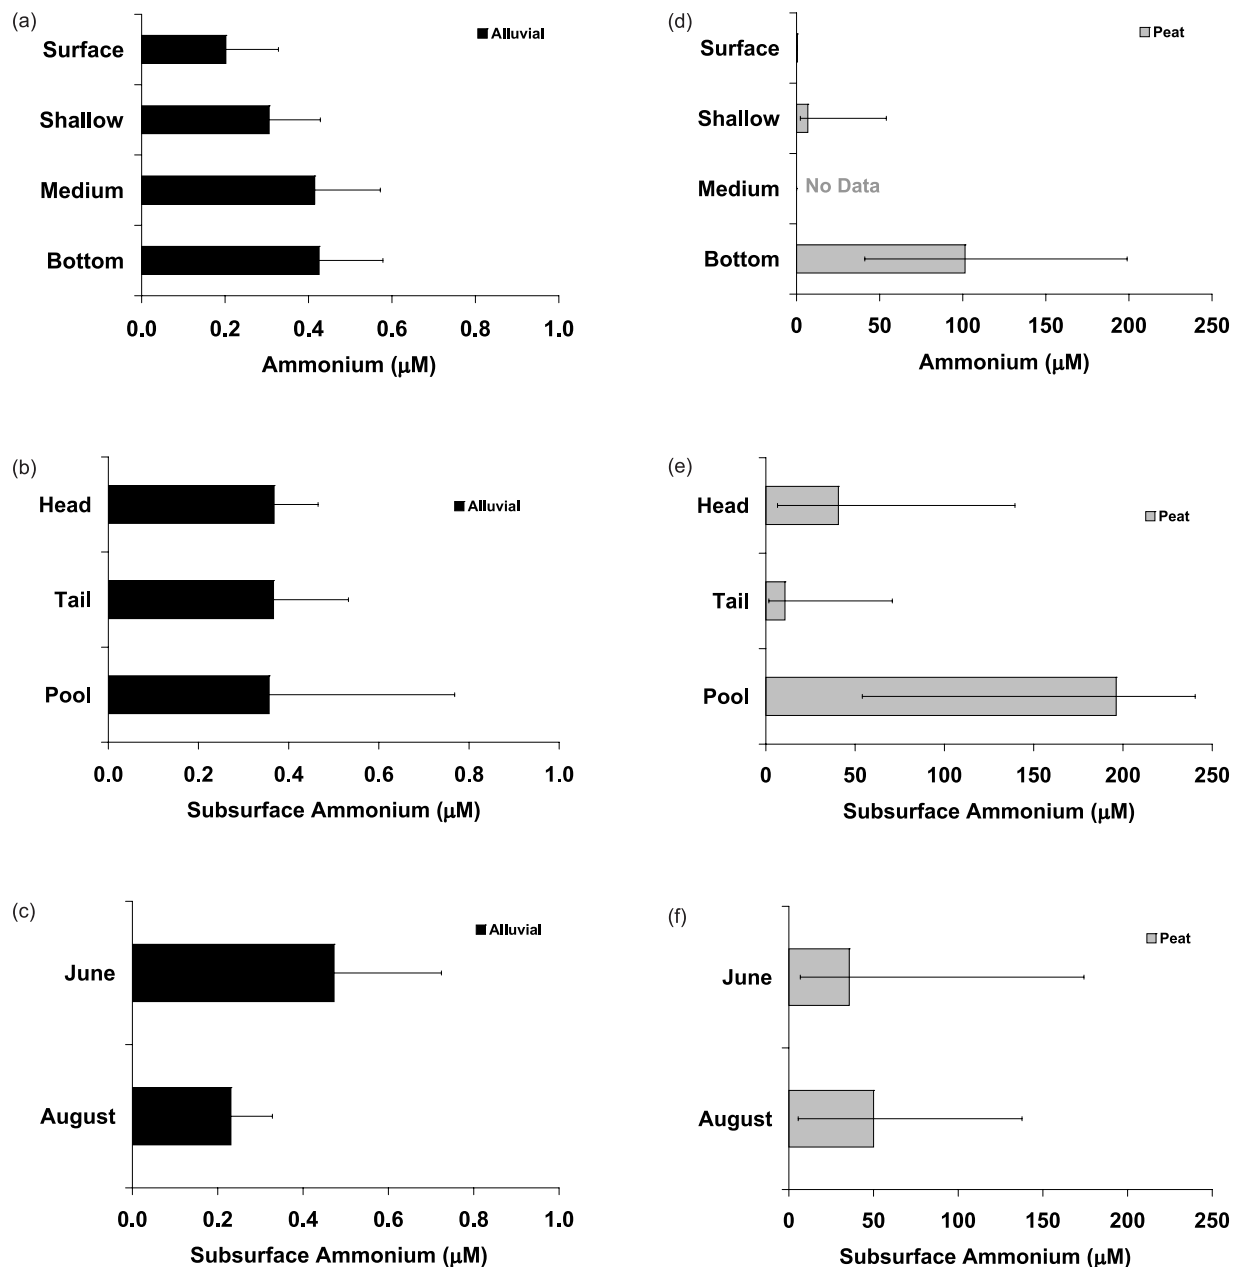 (a)
Alluvial
Surface
Shallow
Medium
Bottom
0.0 0.2 0.4 0.6 0.8 1.0
Ammonium (μM)
(d)
Peat
Surface
Shallow
Medium
No Data
Bottom
0 50 100 150 200 250
Ammonium (μM)
(b)
Alluvial
Head
Tail
Pool
0.0 0.2 0.4 0.6 0.8 1.0
Subsurface Ammonium (μM)
(e)
Peat
Head
Tail
Pool
0 50 100 150 200 250
Subsurface Ammonium (μM)
(c)
Alluvial
June
August
0.0 0.2 0.4 0.6 0.8 1.0
Subsurface Ammonium (μM)
(f)
Peat
June
August
0 50 100 150 200 250
Subsurface Ammonium (μM)